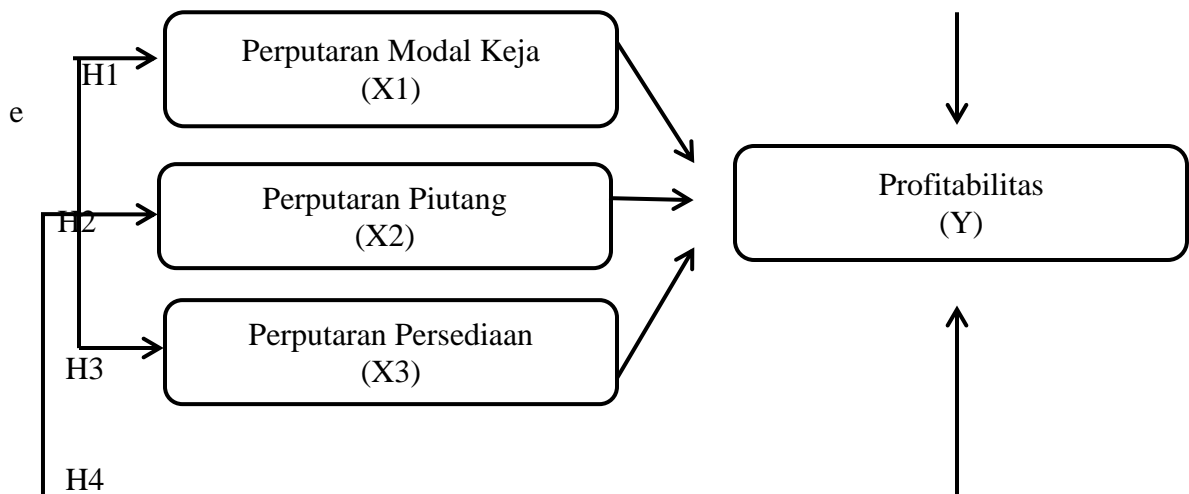 Perputaran Modal Keja
(X1)
H1
e
Perputaran Piutang
(X2)
H2
Profitabilitas
(Y)
Perputaran Persediaan
(X3)
H3
H4